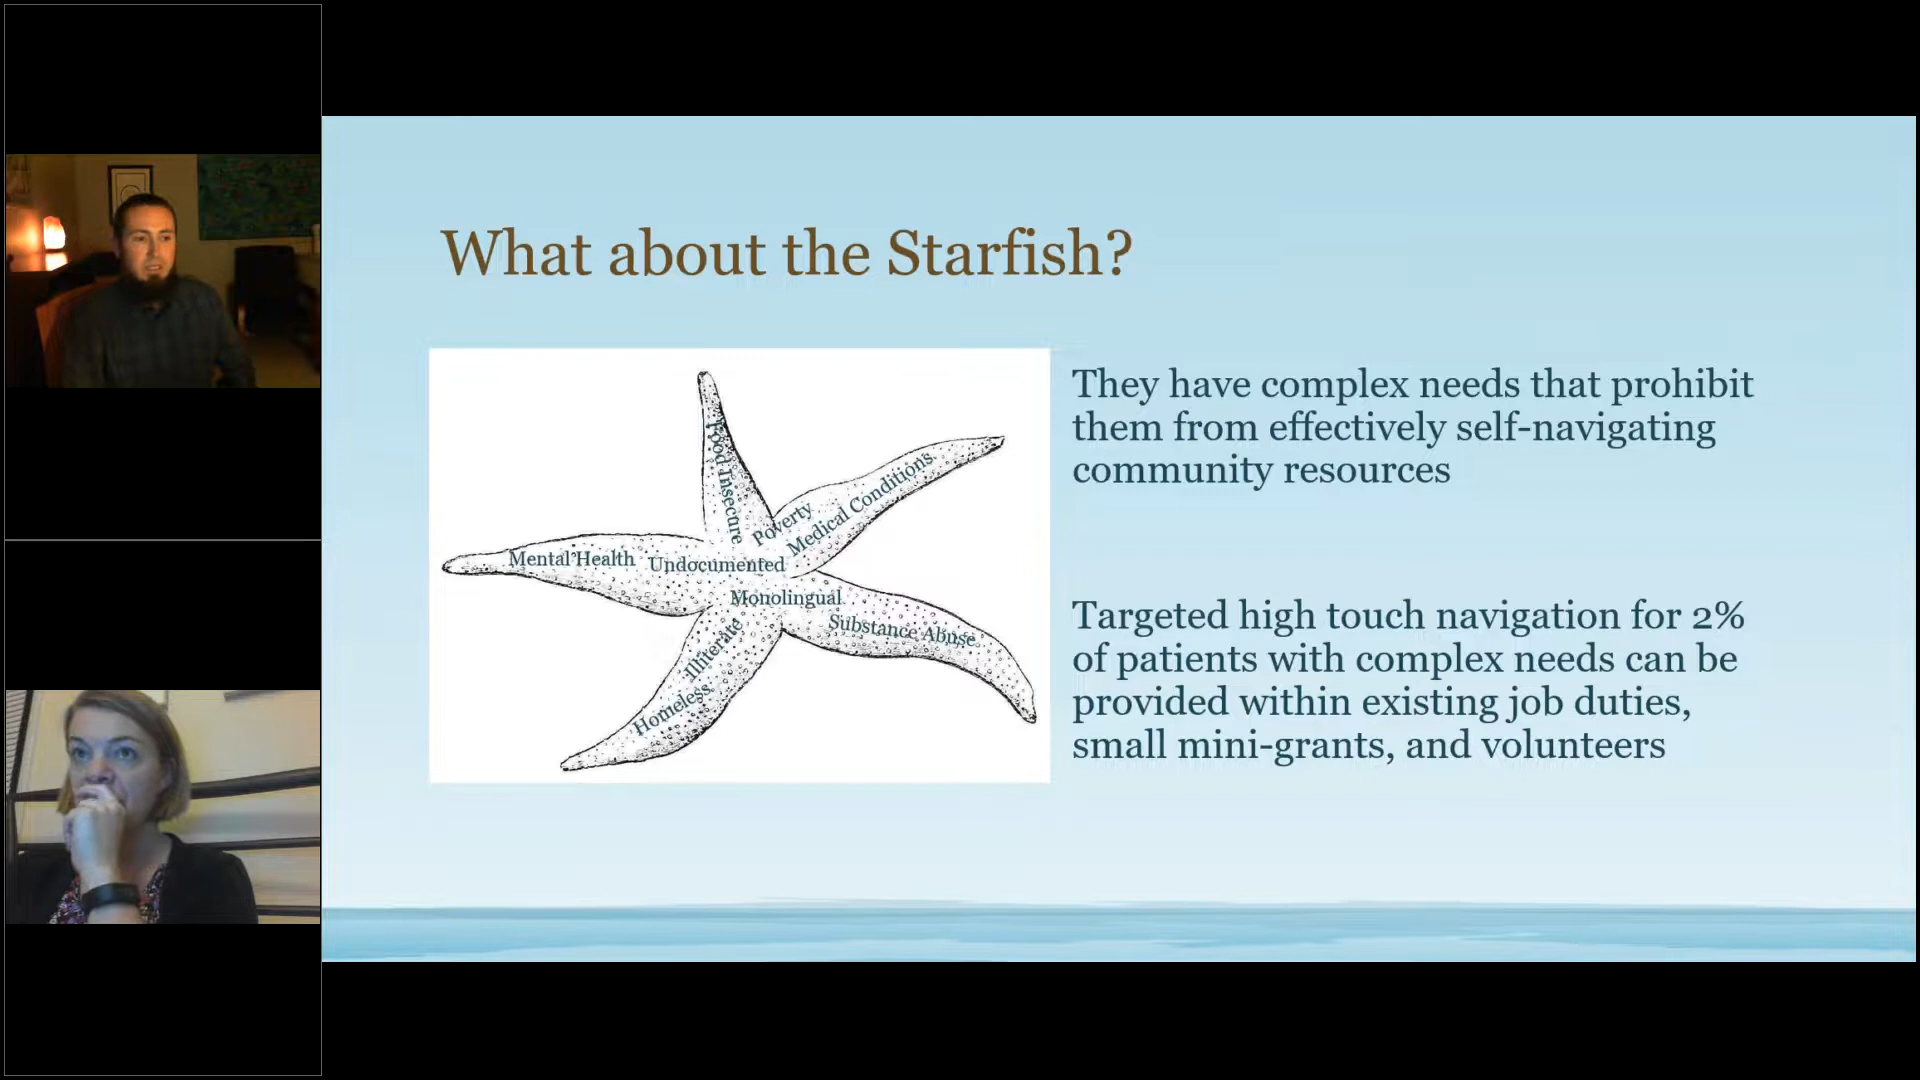 What about the Starfish?
Food Insecure
Poverty
Medical Conditions
Mental Health
Undocumented
Monolingual
Substance Abuse
Illiterate
Homeless
They have complex needs that prohibit
them from effectively self-navigating
community resources
Targeted high touch navigation for 2%
of patients with complex needs can be
provided within existing job duties,
small mini-grants, and volunteers